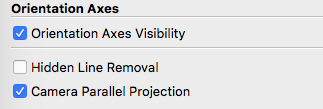 Orientation Axes
Orientation Axes Visibility
Hidden Line Removal
Camera Parallel Projection